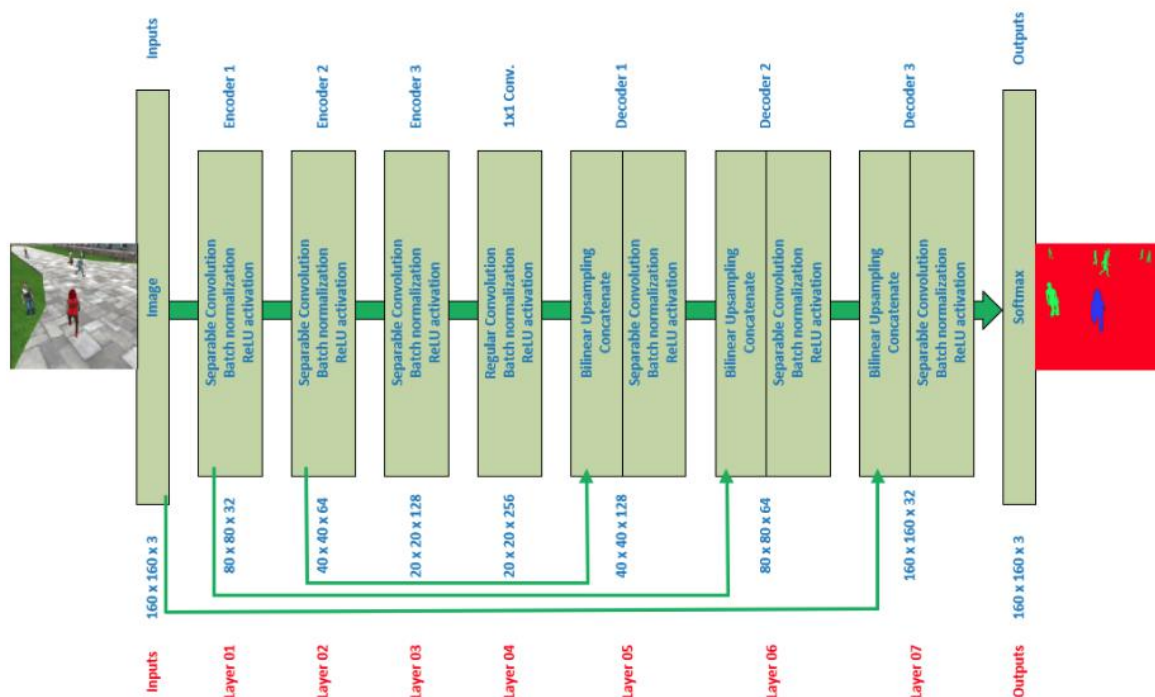 Inputs
Encoder 1
Encoder 2
Encoder 3
1x1 Conv.
Decoder 1
Decoder 2
Decoder 3
Outputs
Image
Separable Convolution
Batch normalization
ReLU activation
Separable Convolution
Batch normalization
ReLU activation
Separable Convolution
Batch normalization
ReLU activation
Regular Convolution
Batch normalization
ReLU activation
Bilinear Upsampling
Concatenate
Separable Convolution
Batch normalization
ReLU activation
Bilinear Upsampling
Concatenate
Separable Convolution
Batch normalization
ReLU activation
Bilinear Upsampling
Concatenate
Separable Convolution
Batch normalization
ReLU activation
Softmax
160 x 160 x 3
80 x 80 x 32
40 x 40 x 64
20 x 20 x 128
20 x 20 x 256
40 x 40 x 128
80 x 80 x 64
160 x 160 x 32
160 x 160 x 3
Inputs
Layer 01
Layer 02
Layer 03
Layer 04
Layer 05
Layer 06
Layer 07
Outputs